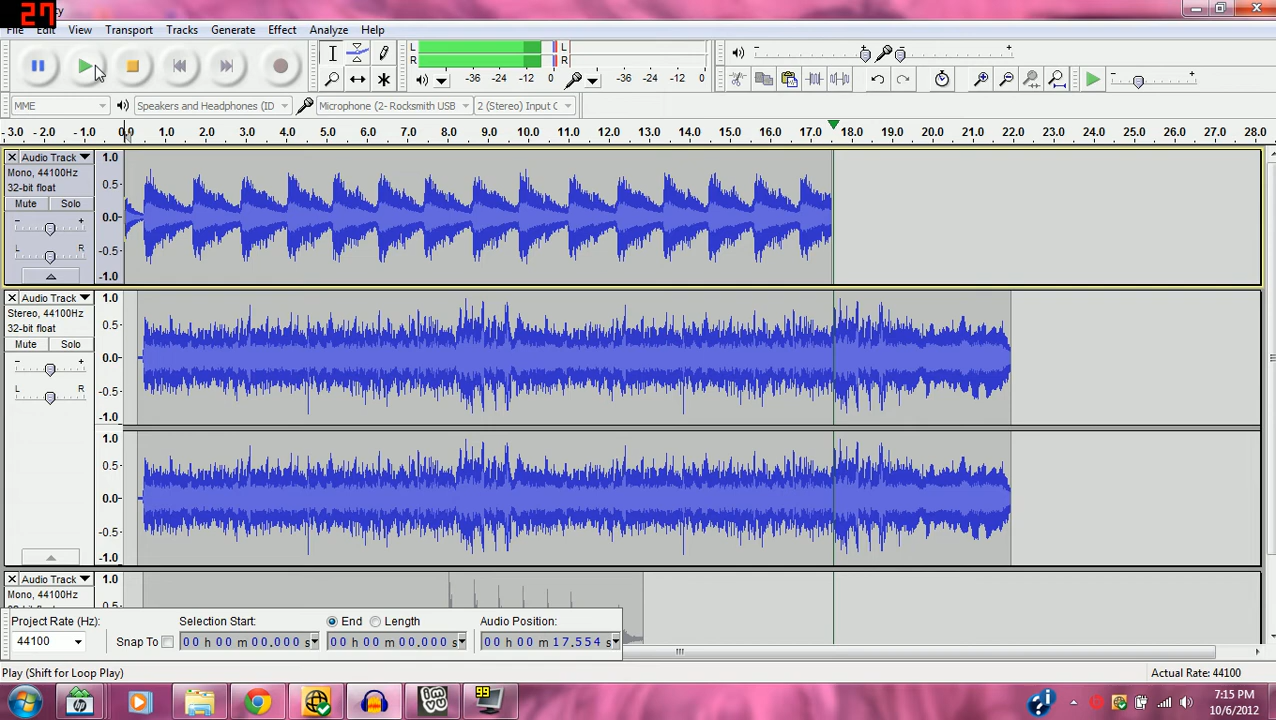 27
cy
File Edit View Transport Tracks Generate Effect Analyze Help
L L
R R
-36 -24 -12 0 -36 -24 -12 0
MME Speakers and Headphones (ID Microphone (2- Rocksmith USB 2 (Stereo) Input C
- 3.0 - 2.0 - 1.0 0.0 1.0 2.0 3.0 4.0 5.0 6.0 7.0 8.0 9.0 10.0 11.0 12.0 13.0 14.0 15.0 16.0 17.0 18.0 19.0 20.0 21.0 22.0 23.0 24.0 25.0 26.0 27.0 28.0
Audio Track 1.0
Mono, 44100Hz 0.5
32-bit float
Mute Solo
- + 0.0
L R -0.5
-1.0
Audio Track 1.0
Stereo, 44100Hz 0.5
32-bit float
Mute Solo
- + 0.0
L R -0.5
-1.0
1.0
0.5
0.0
-0.5
-1.0
Audio Track 1.0
Mono, 44100Hz
32-bit float 0.5
Project Rate (Hz): Selection Start: End Length Audio Position:
44100 Snap To 00 h 00 m 00.000 s 00 h 00 m 00.000 s 00 h 00 m 17.554 s
Play (Shift for Loop Play) Actual Rate: 44100
hp 99 7:15 PM
10/6/2012